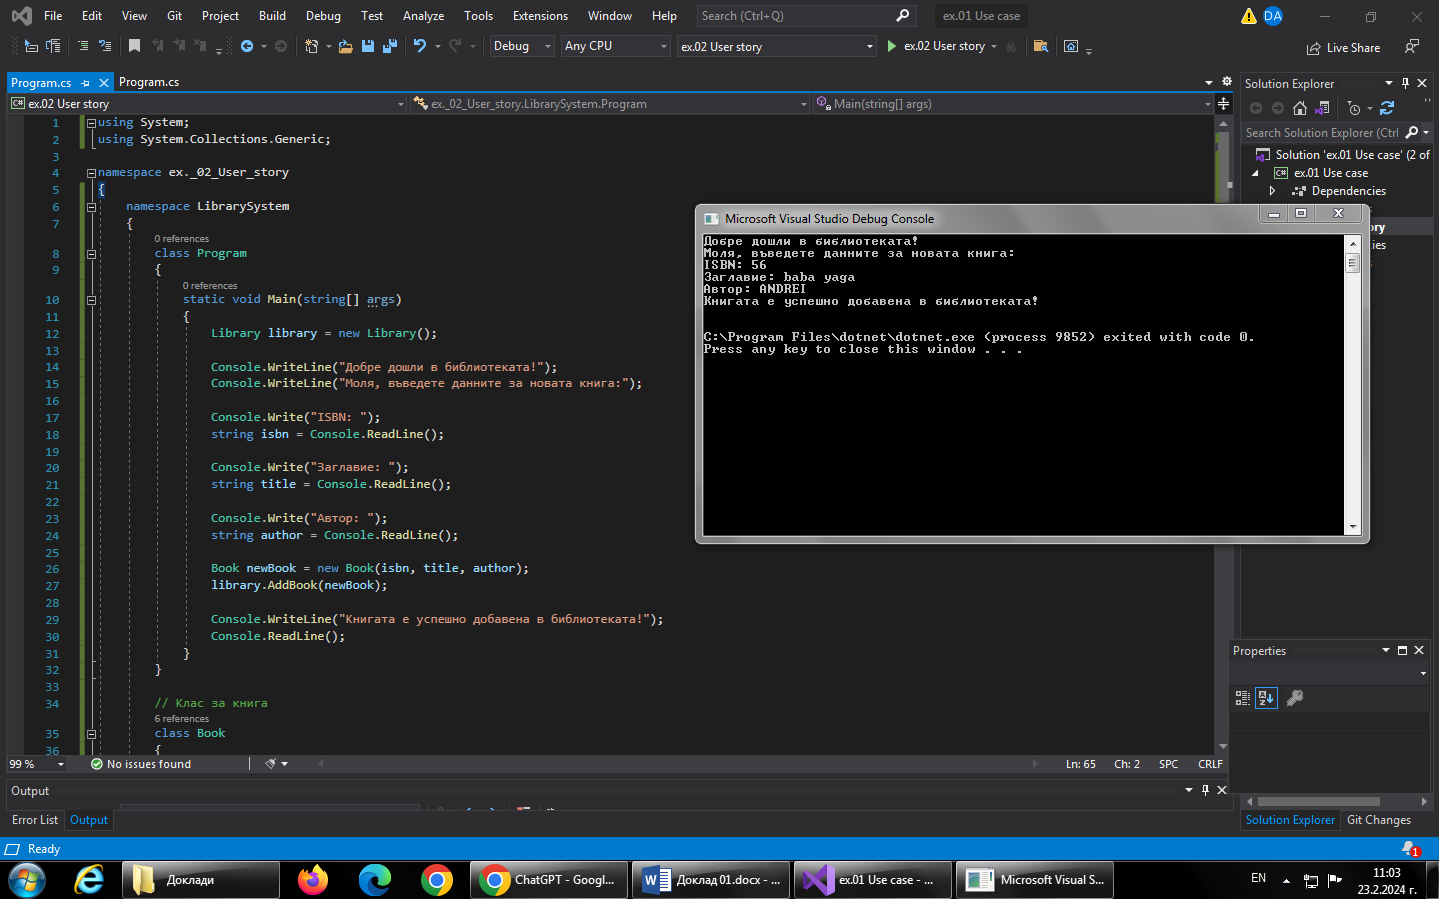 File Edit View Git Project Build Debug Test Analyze Tools Extensions Window Help Search (Ctrl+Q) ex.01 Use case DA
Debug Any CPU ex.02 User story ex.02 User story Live Share
Program.cs Program.cs
C# ex.02 User story ex._02_User_story.LibrarySystem.Program Main(string[] args)
1 using System;
2 using System.Collections.Generic;
3
4 namespace ex._02_User_story
5 {
6 namespace LibrarySystem
7 {
0 references
8 class Program
9 {
0 references
10 static void Main(string[] args)
11 {
12 Library library = new Library();
13
14 Console.WriteLine("Добре дошли в библиотеката!");
15 Console.WriteLine("Моля, въведете данните за новата книга:");
16
17 Console.Write("ISBN: ");
18 string isbn = Console.ReadLine();
19
20 Console.Write("Заглавие: ");
21 string title = Console.ReadLine();
22
23 Console.Write("Автор: ");
24 string author = Console.ReadLine();
25
26 Book newBook = new Book(isbn, title, author);
27 library.AddBook(newBook);
28
29 Console.WriteLine("Книгата е успешно добавена в библиотеката!");
30 Console.ReadLine();
31 }
32 }
33
34 // Клас за книга
6 references
35 class Book
36 {
99 % No issues found Ln: 65 Ch: 2 SPC CRLF
Microsoft Visual Studio Debug Console
Добре дошли в библиотеката!
Моля, въведете данните за новата книга:
ISBN: 56
Заглавие: baba yaga
Автор: ANDREI
Книгата е успешно добавена в библиотеката!
C:\Program Files\dotnet\dotnet.exe (process 9852) exited with code 0.
Press any key to close this window . . .
Solution Explorer
Search Solution Explorer (Ctrl
Solution 'ex.01 Use case' (2 of
C# ex.01 Use case
Dependencies
ory
cies
Properties
Solution Explorer Git Changes
Output
Error List Output
Ready 1
Доклади ChatGPT - Googl... Доклад 01.docx - ... ex.01 Use case - ... Microsoft Visual S... EN 11:03
23.2.2024 г.